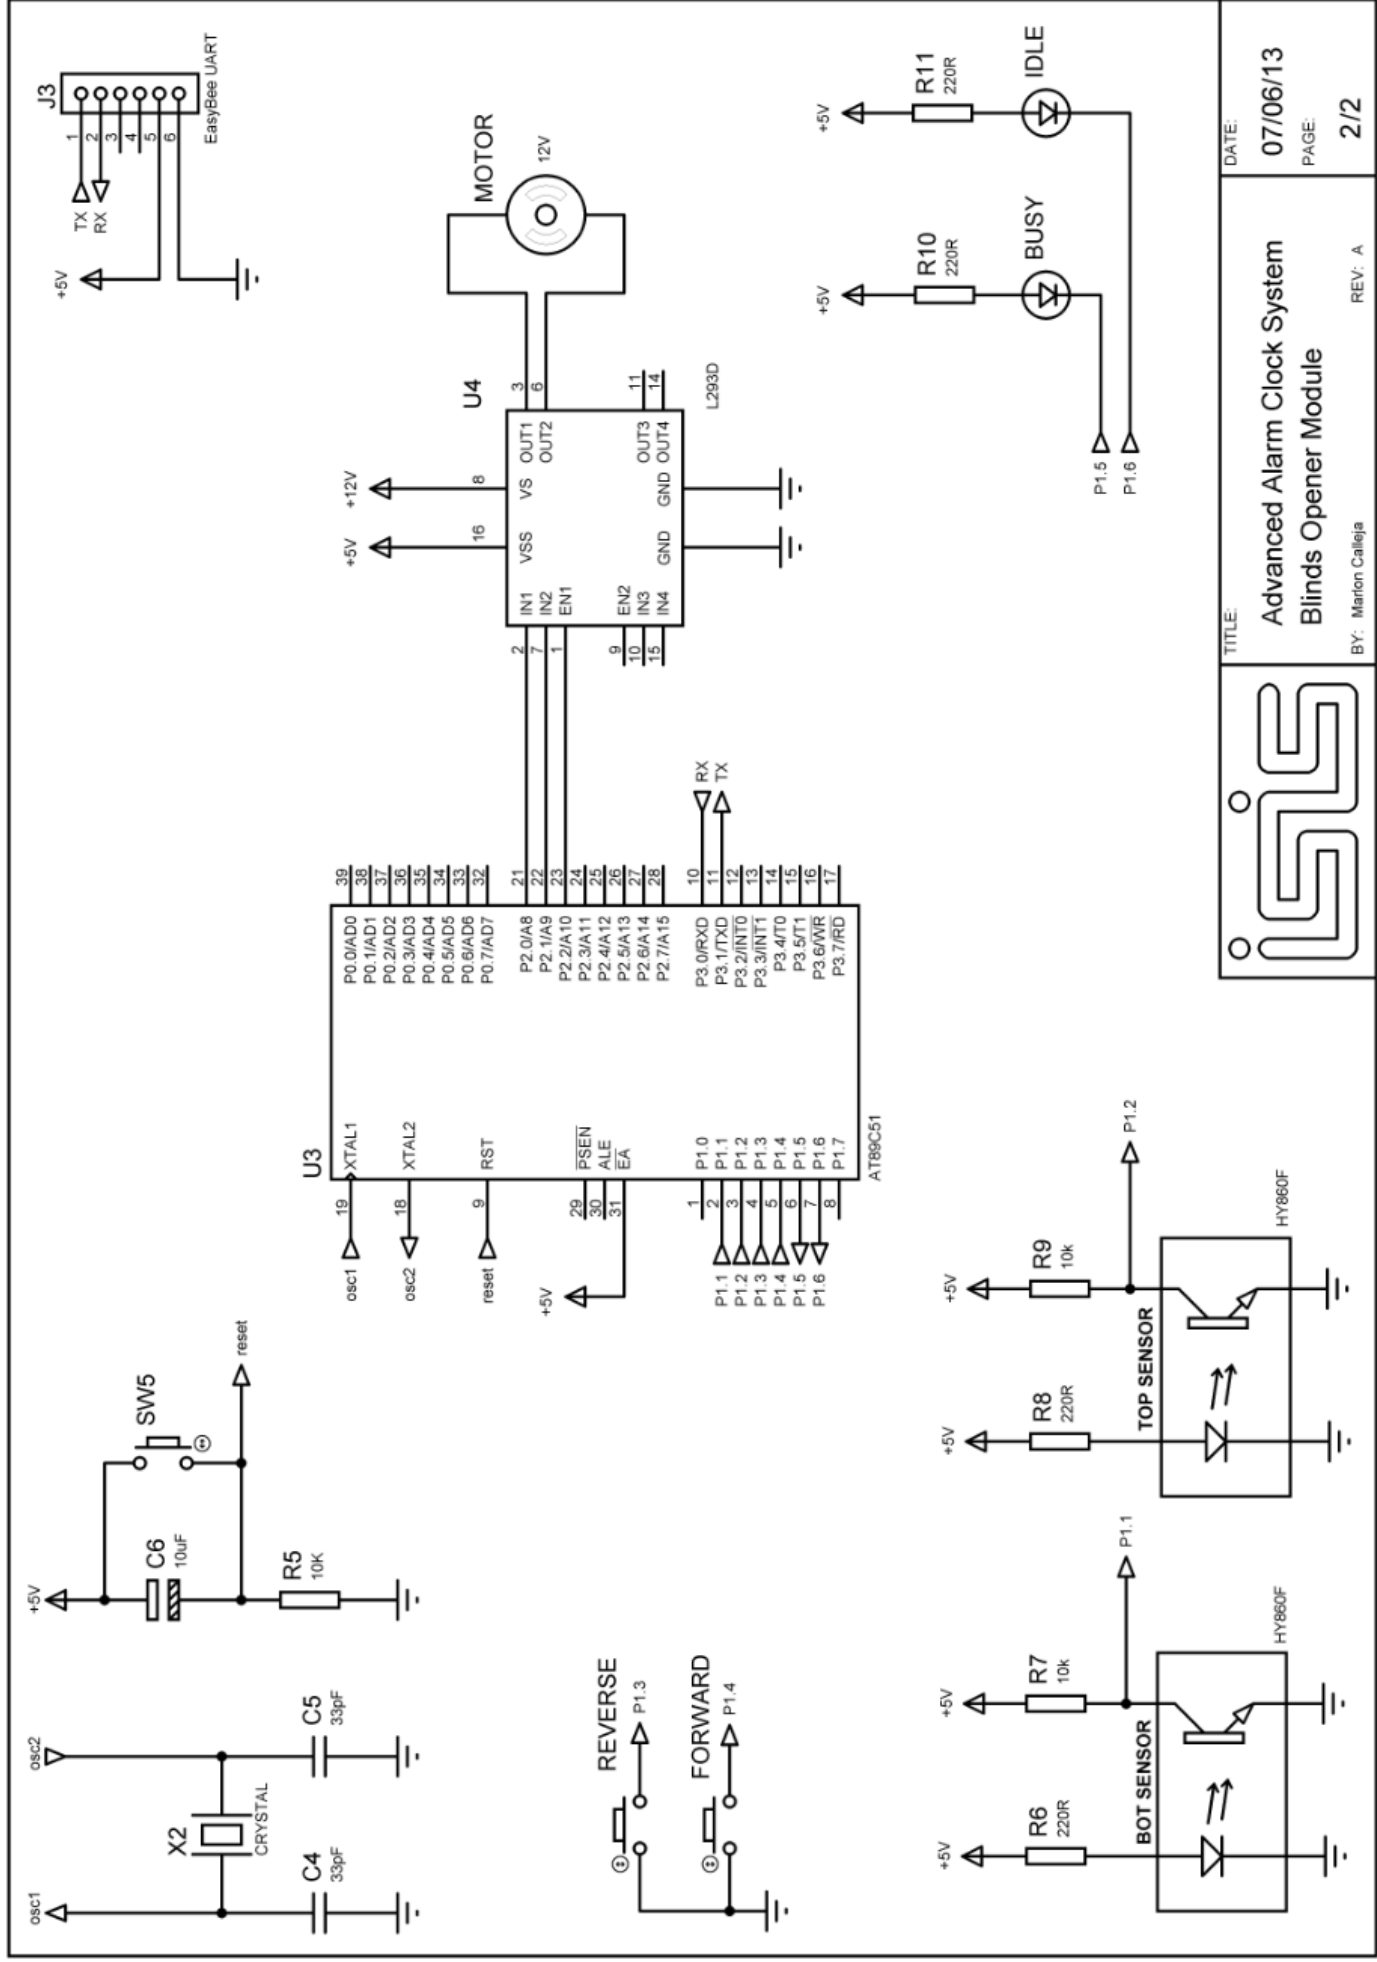 osc1
osc2
X2
CRYSTAL
C4
33pF
C5
33pF
+5V
C6
10uF
SW5
reset
R5
10K
REVERSE
P1.3
FORWARD
P1.4
+5V
R6
220R
+5V
R7
10k
P1.1
BOT SENSOR
HY860F
+5V
R8
220R
+5V
R9
10k
P1.2
TOP SENSOR
HY860F
U3
osc1 19 XTAL1
osc2 18 XTAL2
reset 9 RST
29 PSEN
30 ALE
+5V 31 EA
1 P1.0
P1.1 2 P1.1
P1.2 3 P1.2
P1.3 4 P1.3
P1.4 5 P1.4
P1.5 6 P1.5
P1.6 7 P1.6
8 P1.7
P0.0/AD0 39
P0.1/AD1 38
P0.2/AD2 37
P0.3/AD3 36
P0.4/AD4 35
P0.5/AD5 34
P0.6/AD6 33
P0.7/AD7 32
P2.0/A8 21
P2.1/A9 22
P2.2/A10 23
P2.3/A11 24
P2.4/A12 25
P2.5/A13 26
P2.6/A14 27
P2.7/A15 28
P3.0/RXD 10 RX
P3.1/TXD 11 TX
P3.2/INT0 12
P3.3/INT1 13
P3.4/T0 14
P3.5/T1 15
P3.6/WR 16
P3.7/RD 17
AT89C51
U4
+5V
+12V
16
8
VSS
VS
2 IN1
7 IN2
1 EN1
9 EN2
10 IN3
15 IN4
OUT1 3
OUT2 6
OUT3 11
OUT4 14
GND
GND
L293D
MOTOR
12V
J3
TX 1
RX 2
3
4
+5V 5
6
EasyBee UART
+5V
R10
220R
BUSY
P1.5
+5V
R11
220R
IDLE
P1.6
TITLE:
Advanced Alarm Clock System
Blinds Opener Module
BY: Marlon Calleja
REV: A
DATE:
07/06/13
PAGE:
2/2